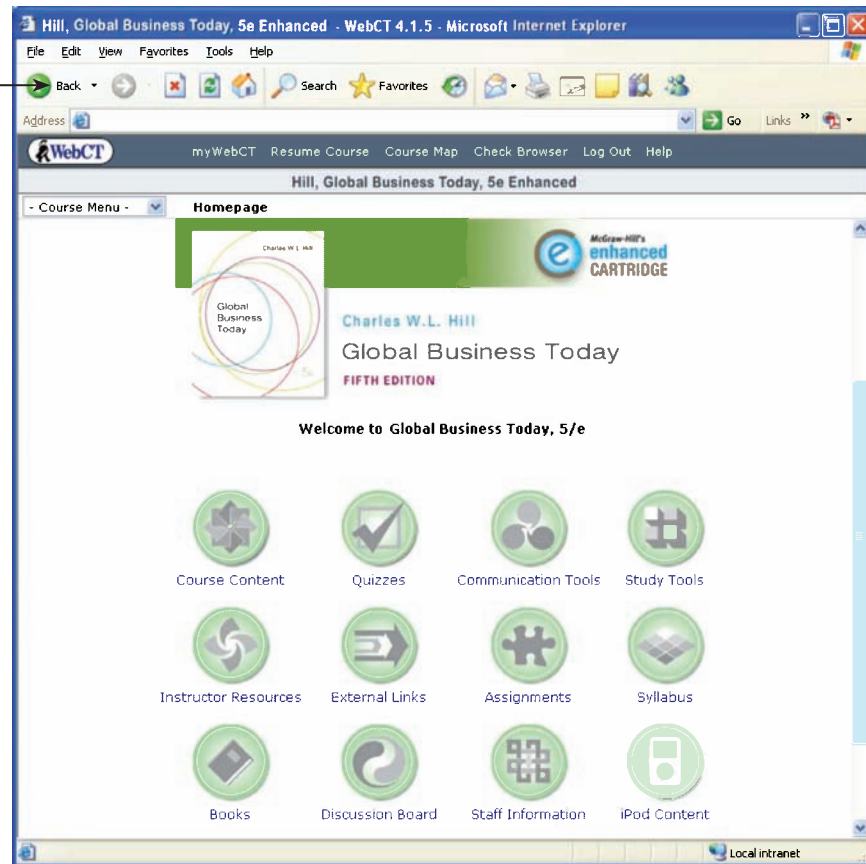 Hill, Global Business Today, 5e Enhanced - WebCT 4.1.5 - Microsoft Internet Explorer
File Edit View Favorites Tools Help
Back Search Favorites
Address Go Links »
WebCT myWebCT Resume Course Course Map Check Browser Log Out Help
Hill, Global Business Today, 5e Enhanced
- Course Menu - Homepage
McGraw-Hill's
e enhanced
CARTRIDGE
Charles W L Hill
Global
Business
Today
5e
Charles W.L. Hill
Global Business Today
FIFTH EDITION
Welcome to Global Business Today, 5/e
Course Content Quizzes Communication Tools Study Tools
Instructor Resources External Links Assignments Syllabus
Books Discussion Board Staff Information iPod Content
Local intranet